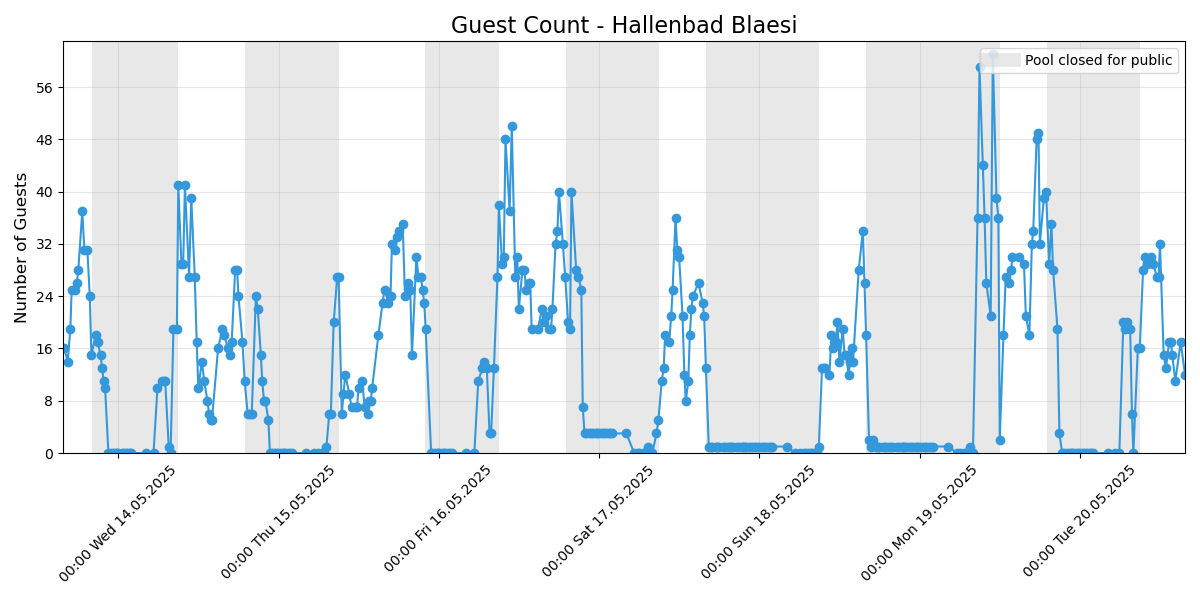 Guest Count - Hallenbad Blaesi
Pool closed for public
Number of Guests
56
48
40
32
24
16
8
0
00:00 Wed 14.05.2025
00:00 Thu 15.05.2025
00:00 Fri 16.05.2025
00:00 Sat 17.05.2025
00:00 Sun 18.05.2025
00:00 Mon 19.05.2025
00:00 Tue 20.05.2025